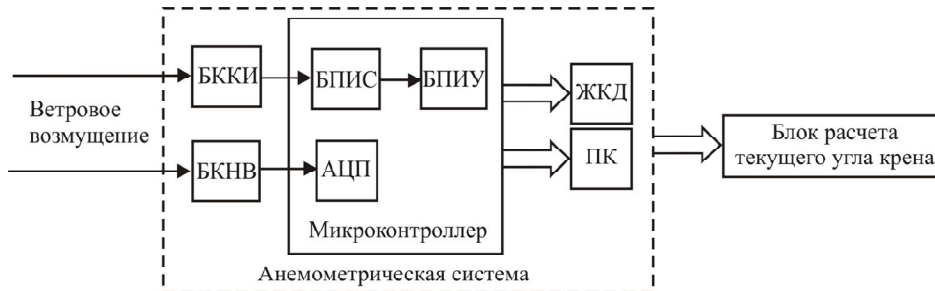 БККИ
БПИС
БПИУ
ЖКД
Ветровое
возмущение
Блок расчета
текущего угла крена
ПК
БКНВ
АЦП
Микроконтроллер
Анемометрическая система